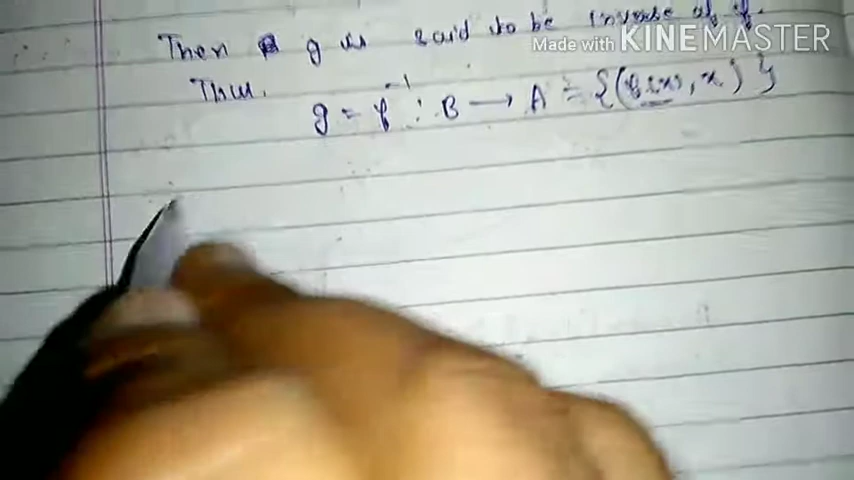 Then g is said to be inverse of f.
Made with KINEMASTER
Thus,
g = f⁻¹ : B → A = {(f(x), x)}